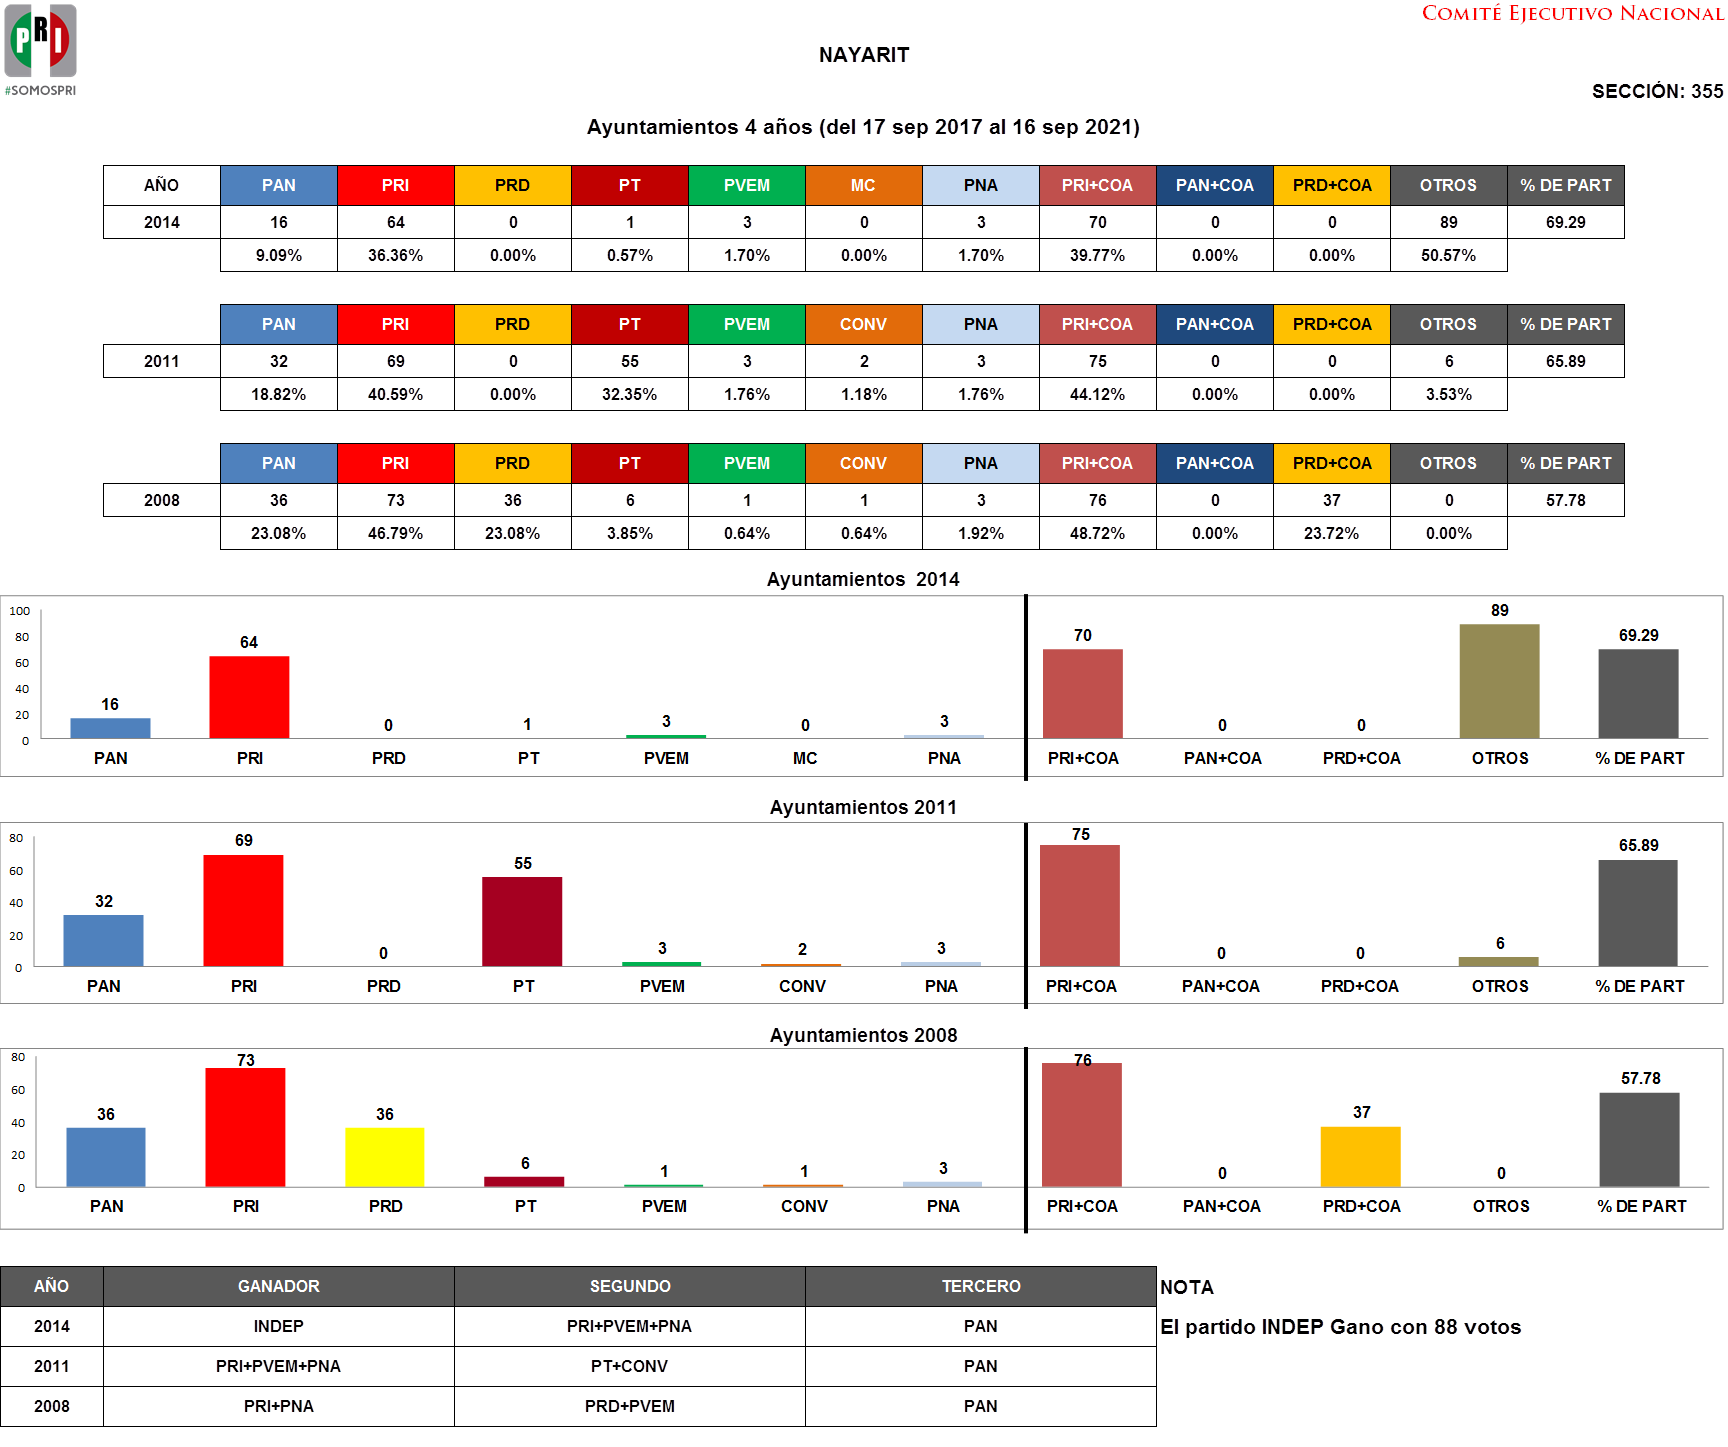 PRI
#SOMOSPRI
COMITÉ EJECUTIVO NACIONAL
NAYARIT
SECCIÓN: 355
Ayuntamientos 4 años (del 17 sep 2017 al 16 sep 2021)
AÑO PAN PRI PRD PT PVEM MC PNA PRI+COA PAN+COA PRD+COA OTROS % DE PART
2014 16 64 0 1 3 0 3 70 0 0 89 69.29
9.09% 36.36% 0.00% 0.57% 1.70% 0.00% 1.70% 39.77% 0.00% 0.00% 50.57%
PAN PRI PRD PT PVEM CONV PNA PRI+COA PAN+COA PRD+COA OTROS % DE PART
2011 32 69 0 55 3 2 3 75 0 0 6 65.89
18.82% 40.59% 0.00% 32.35% 1.76% 1.18% 1.76% 44.12% 0.00% 0.00% 3.53%
PAN PRI PRD PT PVEM CONV PNA PRI+COA PAN+COA PRD+COA OTROS % DE PART
2008 36 73 36 6 1 1 3 76 0 37 0 57.78
23.08% 46.79% 23.08% 3.85% 0.64% 0.64% 1.92% 48.72% 0.00% 23.72% 0.00%
Ayuntamientos 2014
100
80
60
40
20
0
16 64 0 1 3 0 3 70 0 0 89 69.29
PAN PRI PRD PT PVEM MC PNA PRI+COA PAN+COA PRD+COA OTROS % DE PART
Ayuntamientos 2011
80
60
40
20
0
32 69 0 55 3 2 3 75 0 0 6 65.89
PAN PRI PRD PT PVEM CONV PNA PRI+COA PAN+COA PRD+COA OTROS % DE PART
Ayuntamientos 2008
80
60
40
20
0
36 73 36 6 1 1 3 76 0 37 0 57.78
PAN PRI PRD PT PVEM CONV PNA PRI+COA PAN+COA PRD+COA OTROS % DE PART
AÑO GANADOR SEGUNDO TERCERO NOTA
2014 INDEP PRI+PVEM+PNA PAN El partido INDEP Gano con 88 votos
2011 PRI+PVEM+PNA PT+CONV PAN
2008 PRI+PNA PRD+PVEM PAN